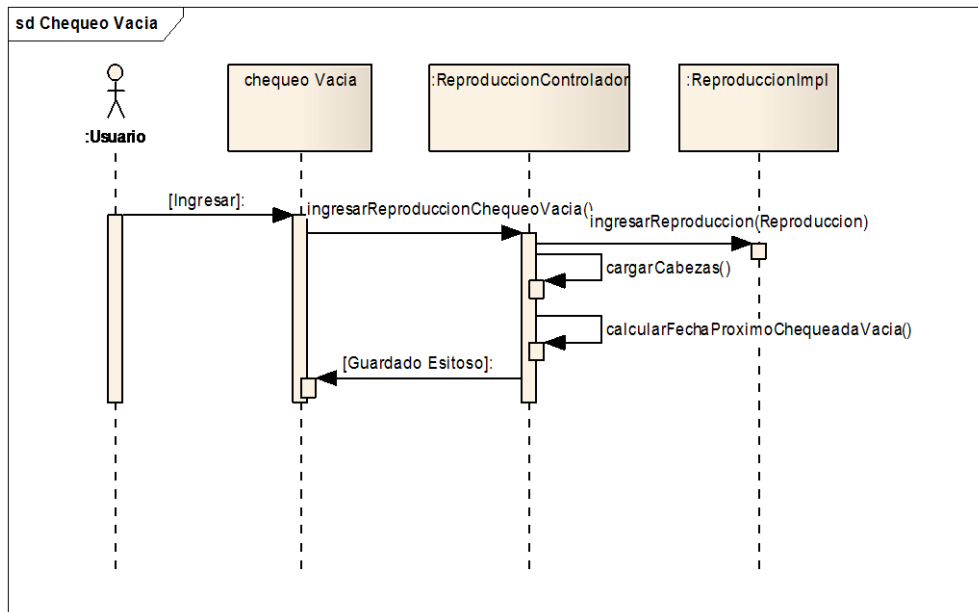 sd Chequeo Vacia
:Usuario
chequeo Vacia
:ReproduccionControlador
:ReproduccionImpl
[Ingresar]:
ingresarReproduccionChequeoVacia()
ingresarReproduccion(Reproduccion)
cargarCabezas()
calcularFechaProximoChequeadaVacia()
[Guardado Esitoso]: